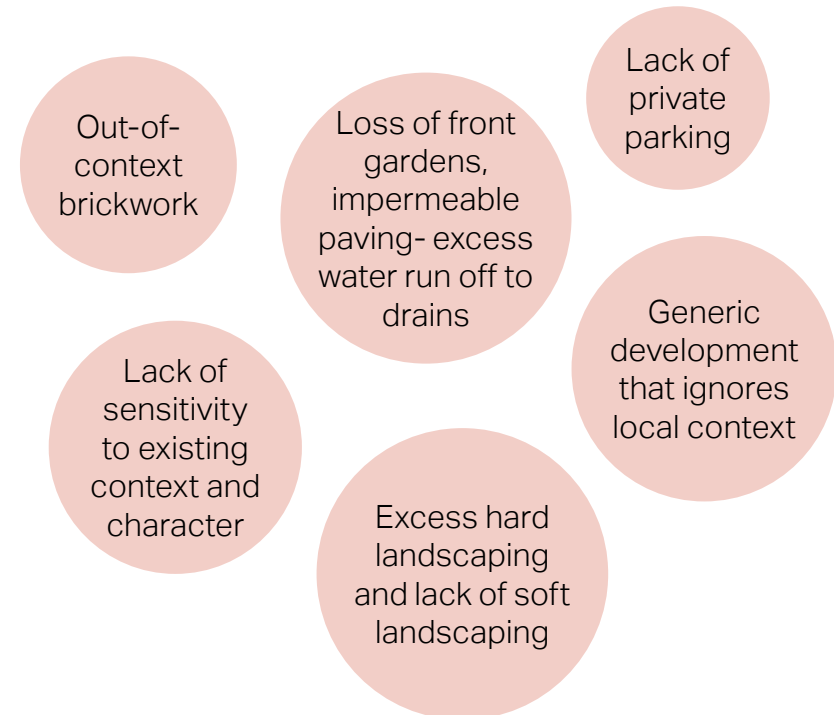 Out-of-
context
brickwork
Loss of front
gardens,
impermeable
paving- excess
water run off to
drains
Lack of
private
parking
Lack of
sensitivity
to existing
context and
character
Excess hard
landscaping
and lack of soft
landscaping
Generic
development
that ignores
local context